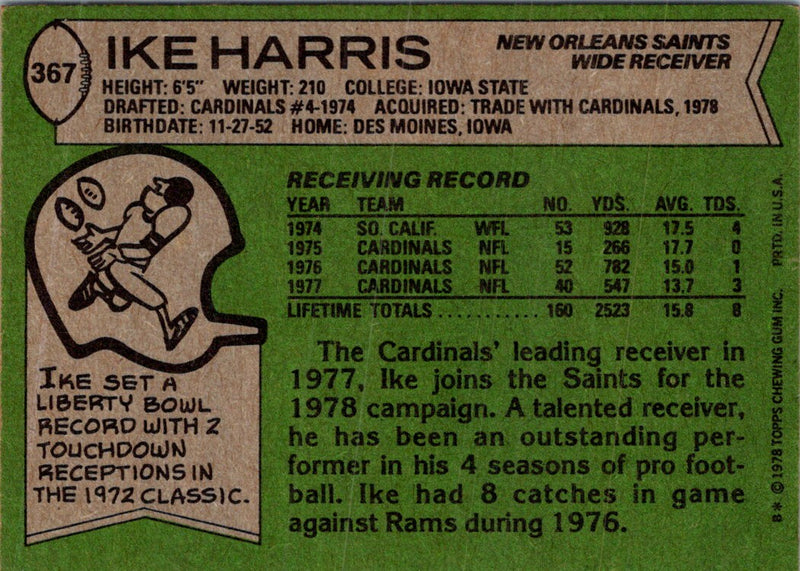 367
IKE HARRIS
NEW ORLEANS SAINTS
WIDE RECEIVER
HEIGHT: 6'5" WEIGHT: 210 COLLEGE: IOWA STATE
DRAFTED: CARDINALS #4-1974 ACQUIRED: TRADE WITH CARDINALS, 1978
BIRTHDATE: 11-27-52 HOME: DES MOINES, IOWA
RECEIVING RECORD
YEAR TEAM NO. YDS. AVG. TDS.
1974 SO. CALIF. WFL 53 928 17.5 4
1975 CARDINALS NFL 15 266 17.7 0
1976 CARDINALS NFL 52 782 15.0 1
1977 CARDINALS NFL 40 547 13.7 3
LIFETIME TOTALS........... 160 2523 15.8 8
IKE SET A
LIBERTY BOWL
RECORD WITH 2
TOUCHDOWN
RECEPTIONS IN
THE 1972 CLASSIC.
The Cardinals' leading receiver in
1977, Ike joins the Saints for the
1978 campaign. A talented receiver,
he has been an outstanding per-
former in his 4 seasons of pro foot-
ball. Ike had 8 catches in game
against Rams during 1976.
B* © 1978 TOPPS CHEWING GUM INC. PRTD. IN U.S.A.